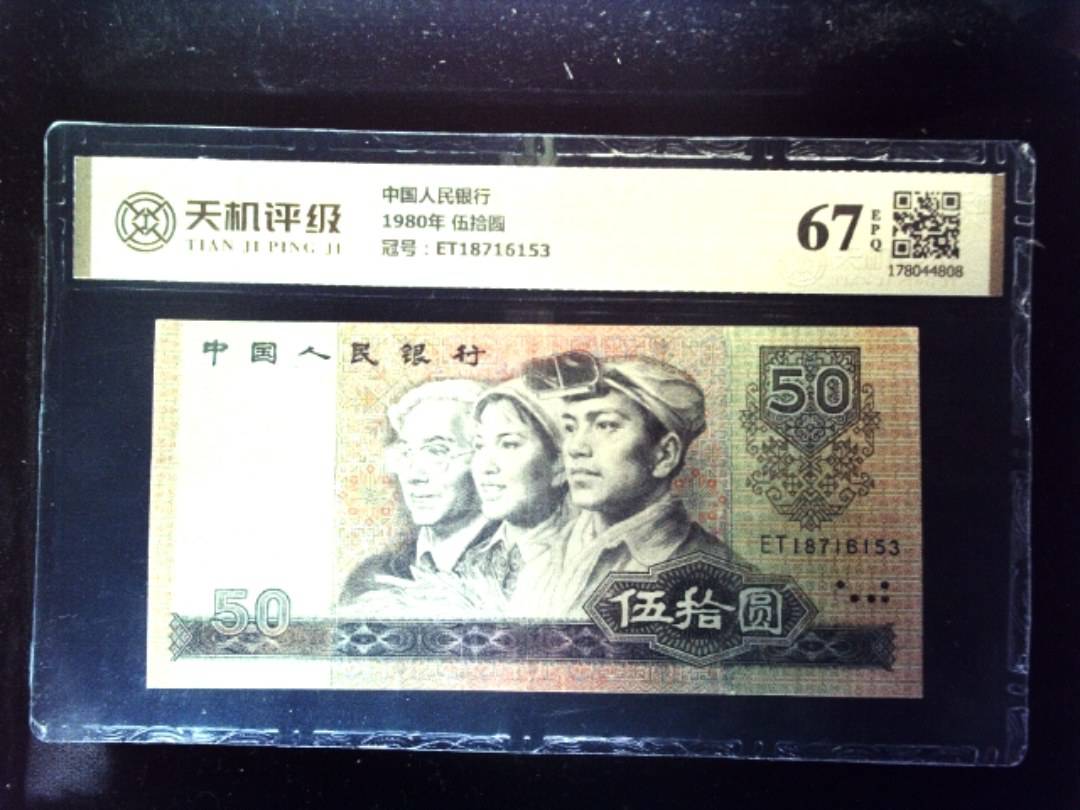 天机评级
TIAN JI PING JI
中国人民银行
1980年 伍拾圆
冠号：ET18716153
67
EPQ
178044808
中国人民银行
50
ET18716153
50
伍拾圆